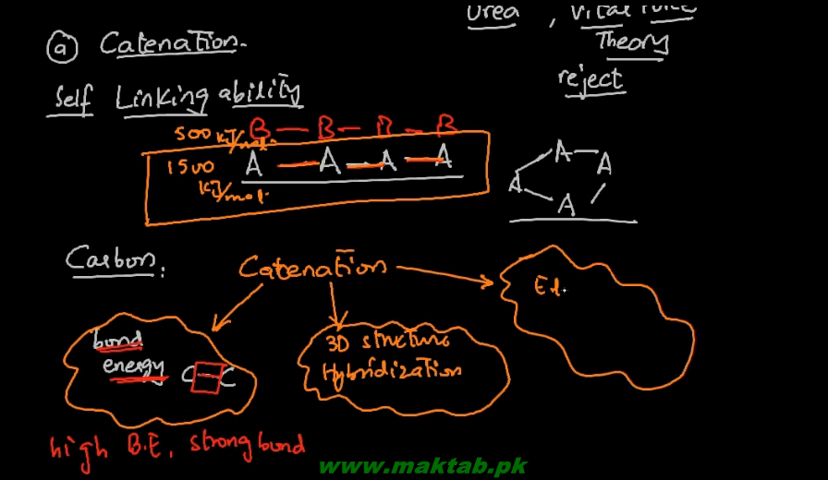 Urea , Vital Force
Theory
reject
(a) Catenation.
Self Linking ability
500 kJ/mol. B — B — B — B
1500 kJ/mol. A — A — A — A
A A A A
Carbon.
Catenation
bond
energy C — C
3D structure
Hybridization
El.
high B.E, strong bond
www.maktab.pk